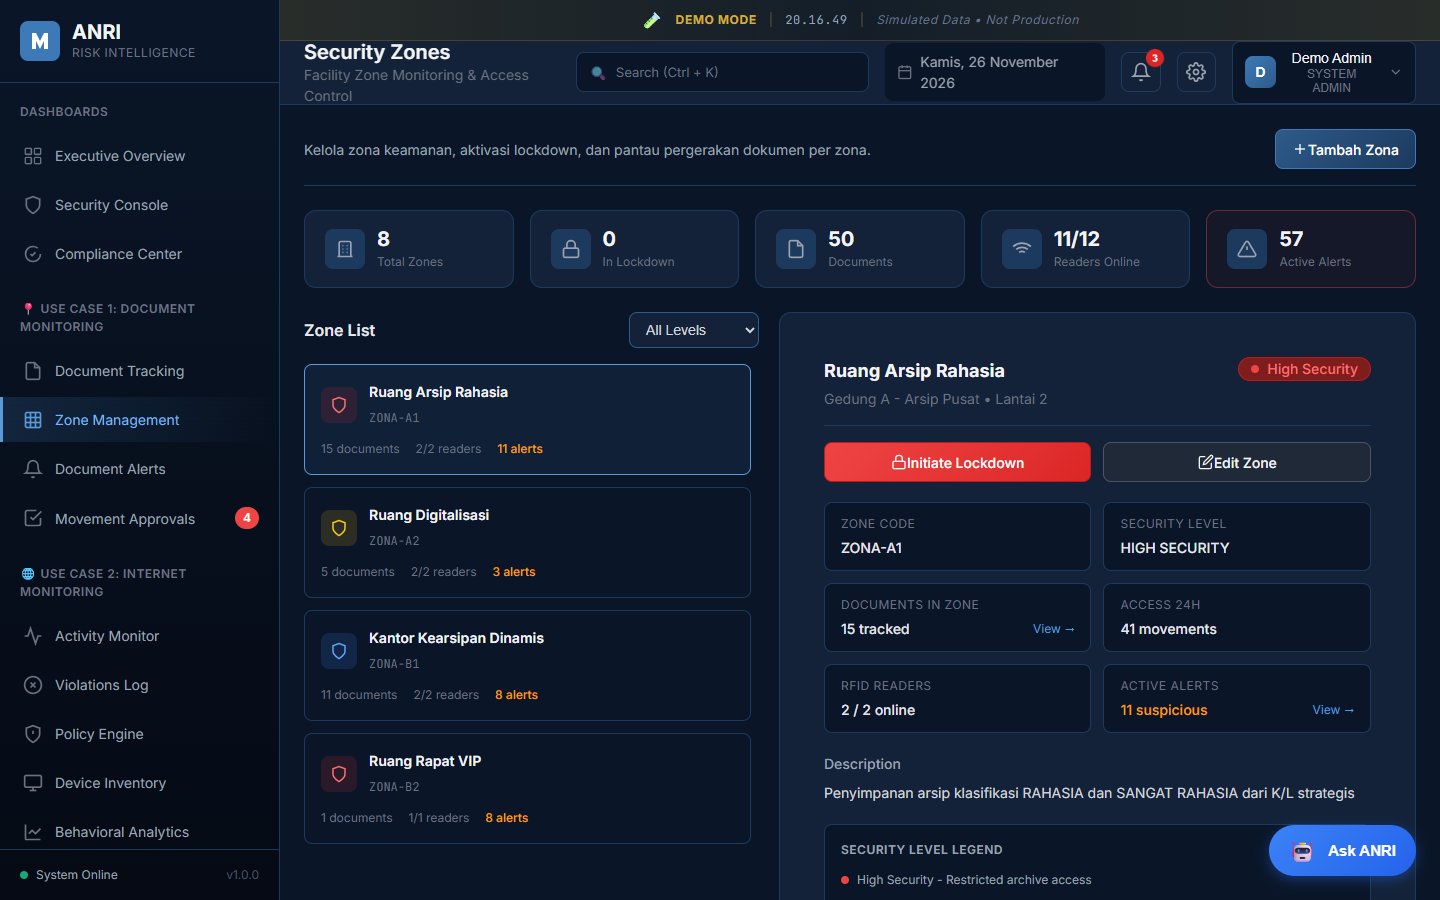 M
ANRI
RISK INTELLIGENCE
DASHBOARDS
Executive Overview
Security Console
Compliance Center
USE CASE 1: DOCUMENT
MONITORING
Document Tracking
Zone Management
Document Alerts
Movement Approvals
4
USE CASE 2: INTERNET
MONITORING
Activity Monitor
Violations Log
Policy Engine
Device Inventory
Behavioral Analytics
System Online
v1.0.0
DEMO MODE | 20.16.49 | Simulated Data • Not Production
Security Zones
Facility Zone Monitoring & Access
Control
Search (Ctrl + K)
Kamis, 26 November
2026
3
D
Demo Admin
SYSTEM
ADMIN
Kelola zona keamanan, aktivasi lockdown, dan pantau pergerakan dokumen per zona.
+ Tambah Zona
8
Total Zones
0
In Lockdown
50
Documents
11/12
Readers Online
57
Active Alerts
Zone List
All Levels
Ruang Arsip Rahasia
ZONA-A1
15 documents 2/2 readers 11 alerts
Ruang Digitalisasi
ZONA-A2
5 documents 2/2 readers 3 alerts
Kantor Kearsipan Dinamis
ZONA-B1
11 documents 2/2 readers 8 alerts
Ruang Rapat VIP
ZONA-B2
1 documents 1/1 readers 8 alerts
Ruang Arsip Rahasia
High Security
Gedung A - Arsip Pusat • Lantai 2
Initiate Lockdown
Edit Zone
ZONE CODE
ZONA-A1
SECURITY LEVEL
HIGH SECURITY
DOCUMENTS IN ZONE
15 tracked
View →
ACCESS 24H
41 movements
RFID READERS
2 / 2 online
ACTIVE ALERTS
11 suspicious
View →
Description
Penyimpanan arsip klasifikasi RAHASIA dan SANGAT RAHASIA dari K/L strategis
SECURITY LEVEL LEGEND
High Security - Restricted archive access
Ask ANRI